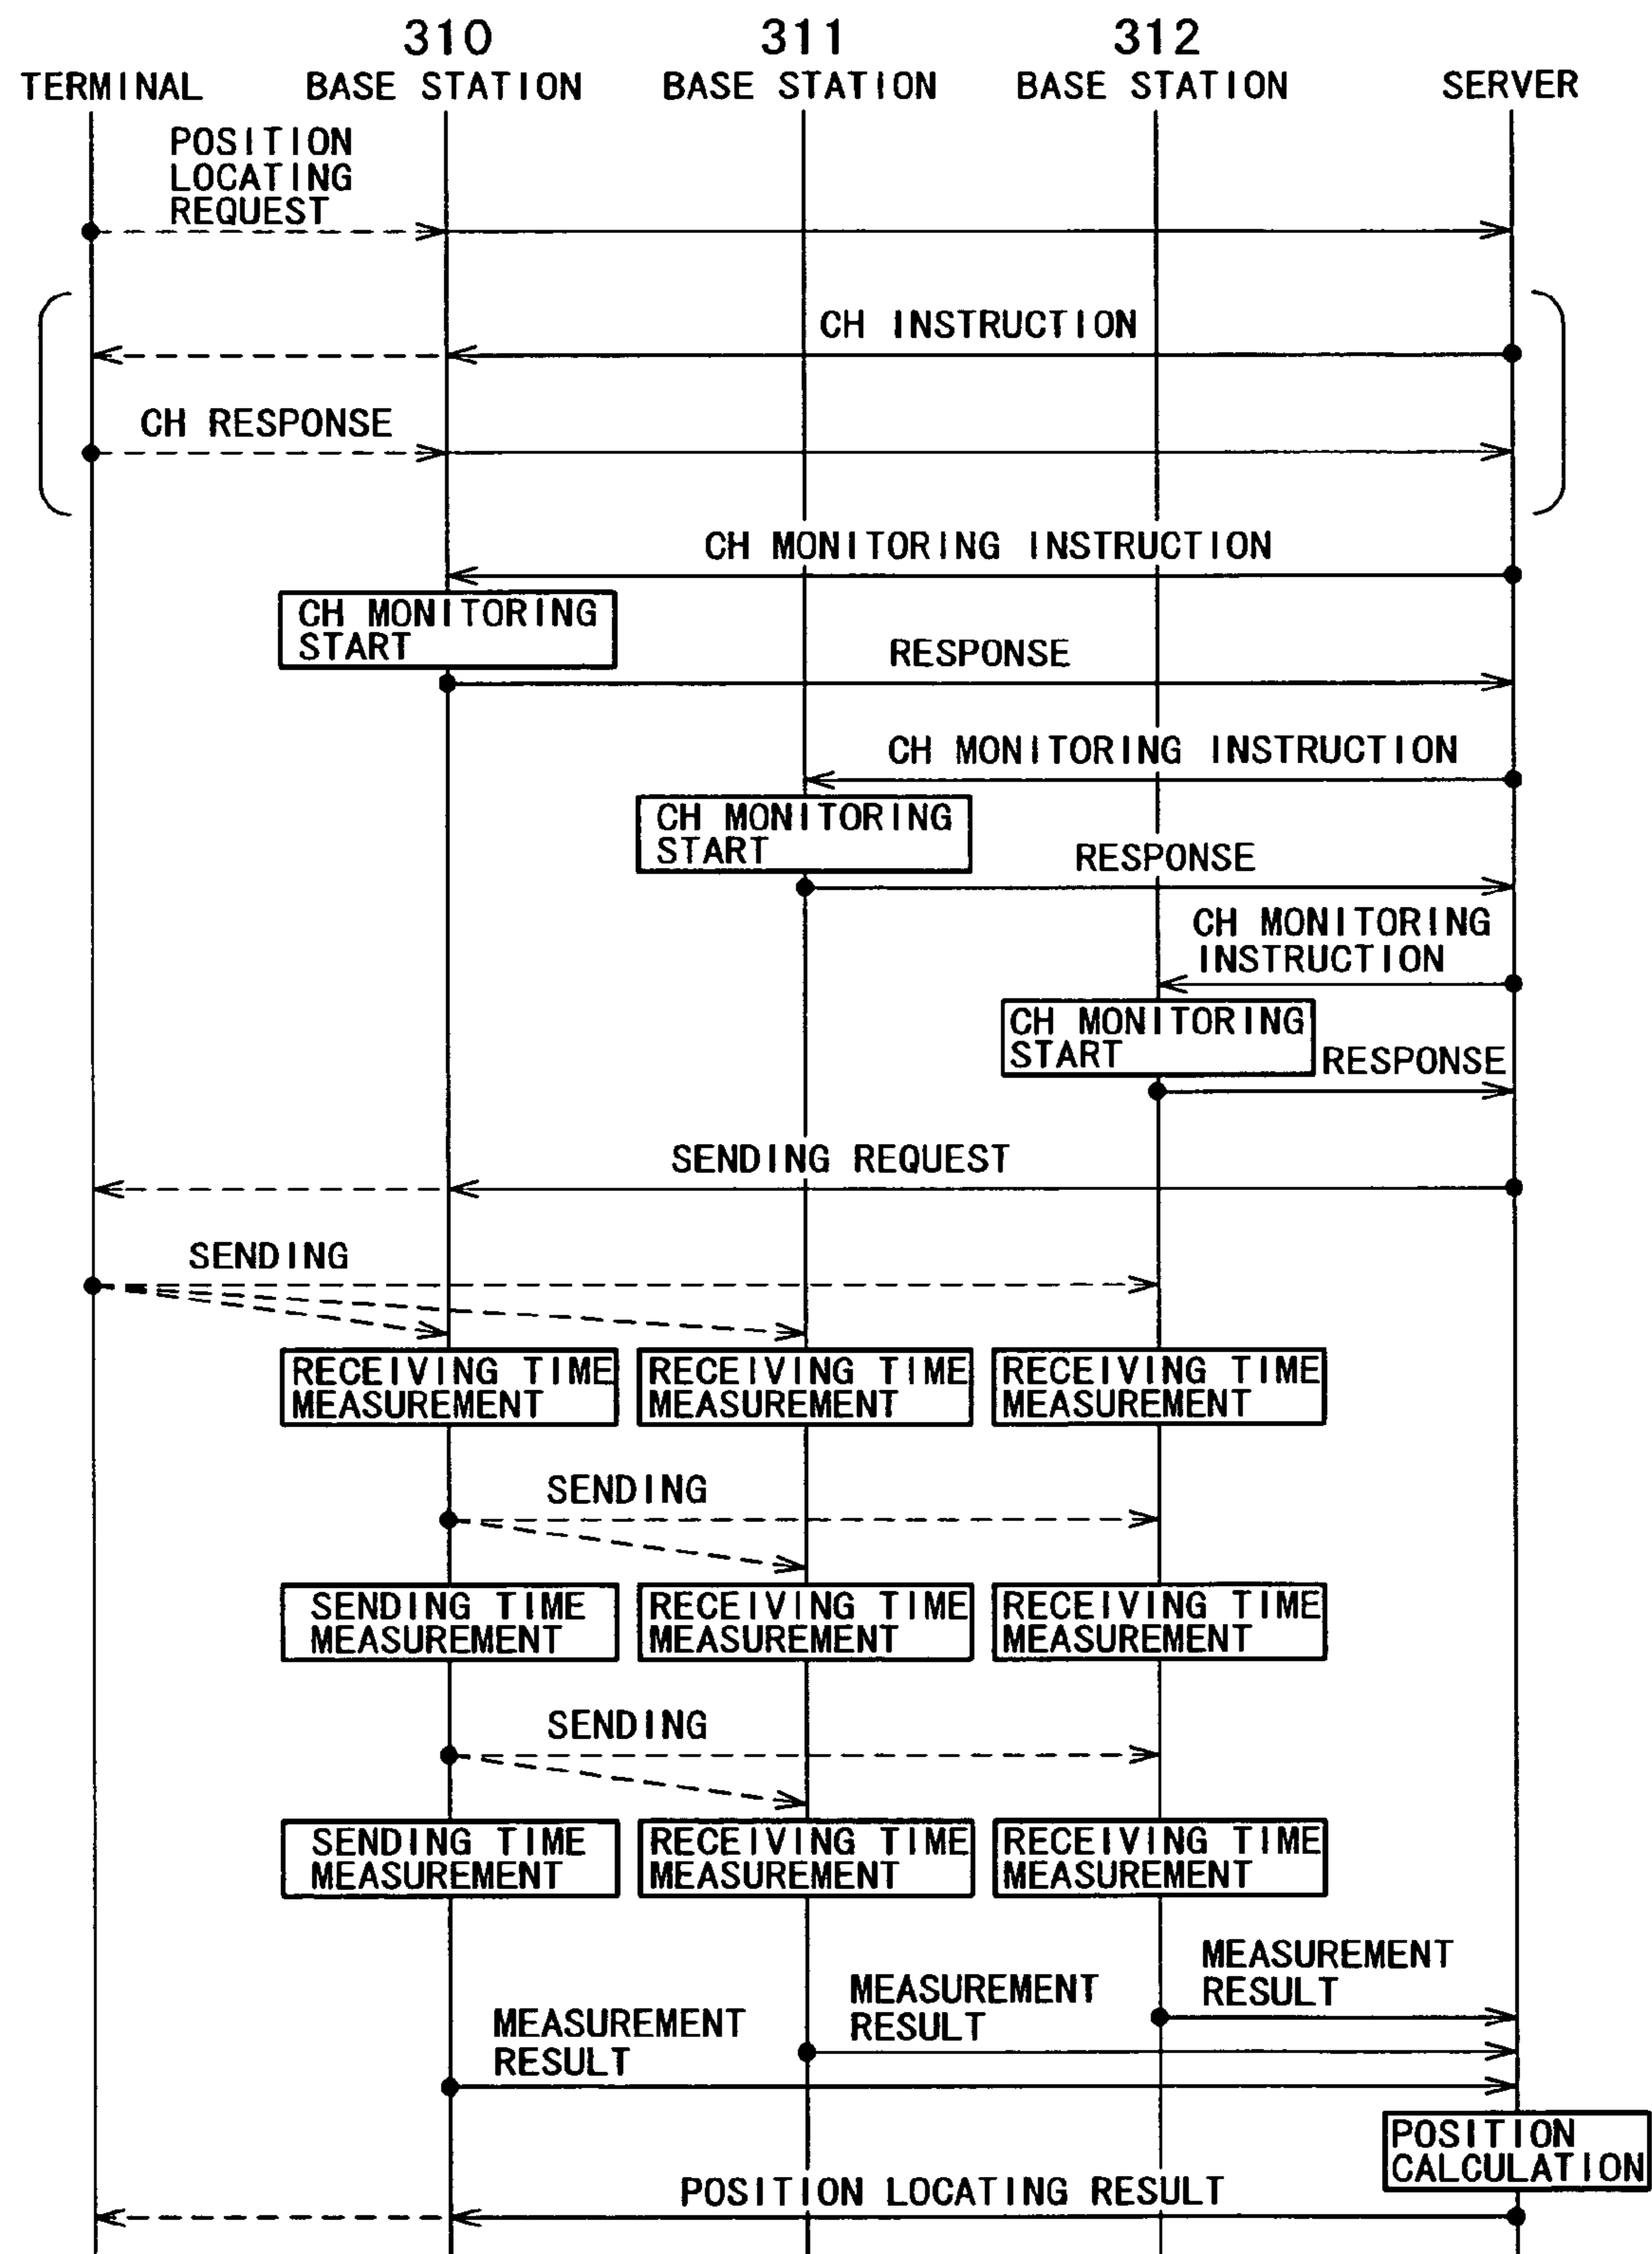 310 311 312
TERMINAL BASE STATION BASE STATION BASE STATION SERVER
POSITION
LOCATING
REQUEST
CH INSTRUCTION
CH RESPONSE
CH MONITORING INSTRUCTION
CH MONITORING
START
RESPONSE
CH MONITORING INSTRUCTION
CH MONITORING
START
RESPONSE
CH MONITORING
INSTRUCTION
CH MONITORING
START
RESPONSE
SENDING REQUEST
SENDING
RECEIVING TIME
MEASUREMENT
RECEIVING TIME
MEASUREMENT
RECEIVING TIME
MEASUREMENT
SENDING
SENDING TIME
MEASUREMENT
RECEIVING TIME
MEASUREMENT
RECEIVING TIME
MEASUREMENT
SENDING
SENDING TIME
MEASUREMENT
RECEIVING TIME
MEASUREMENT
RECEIVING TIME
MEASUREMENT
MEASUREMENT
RESULT
MEASUREMENT
RESULT
MEASUREMENT
RESULT
POSITION
CALCULATION
POSITION LOCATING RESULT